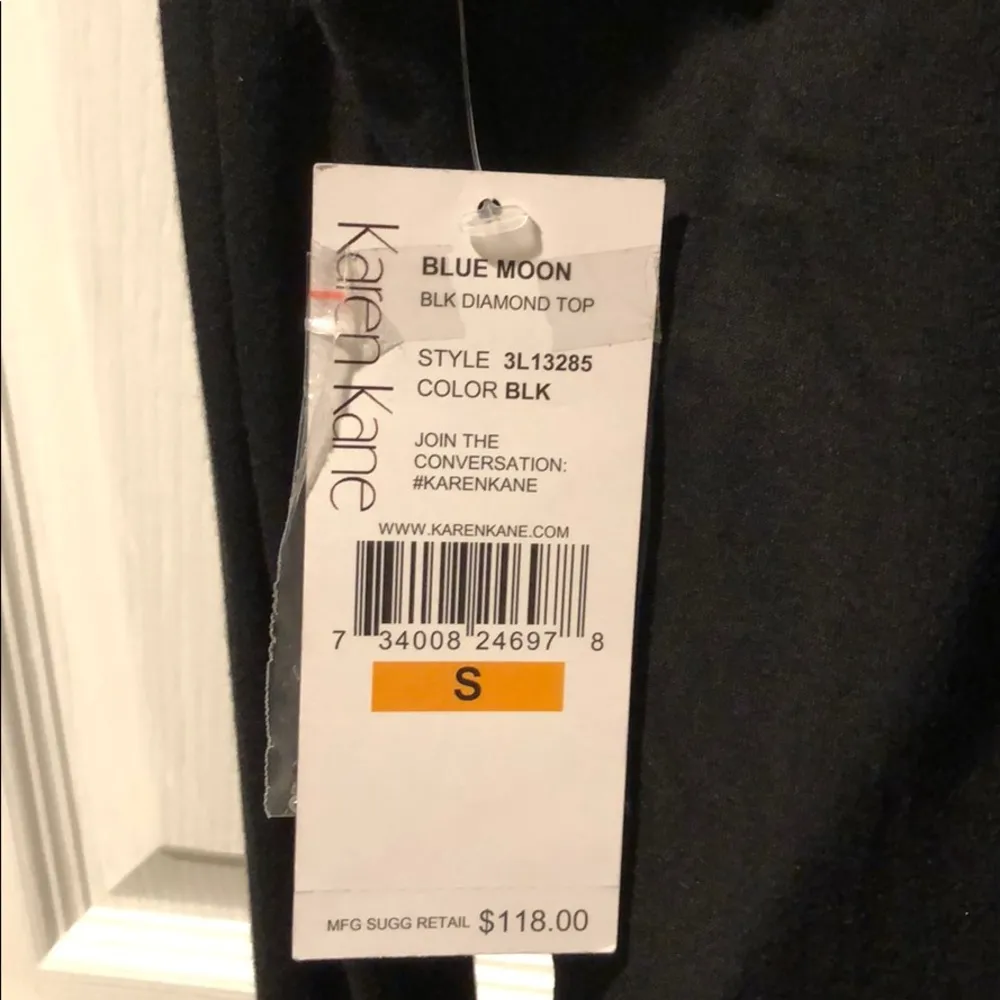 Karen Kane
BLUE MOON
BLK DIAMOND TOP
STYLE 3L13285
COLOR BLK
JOIN THE
CONVERSATION:
#KARENKANE
WWW.KARENKANE.COM
7 34008 24697 8
S
MFG SUGG RETAIL $118.00